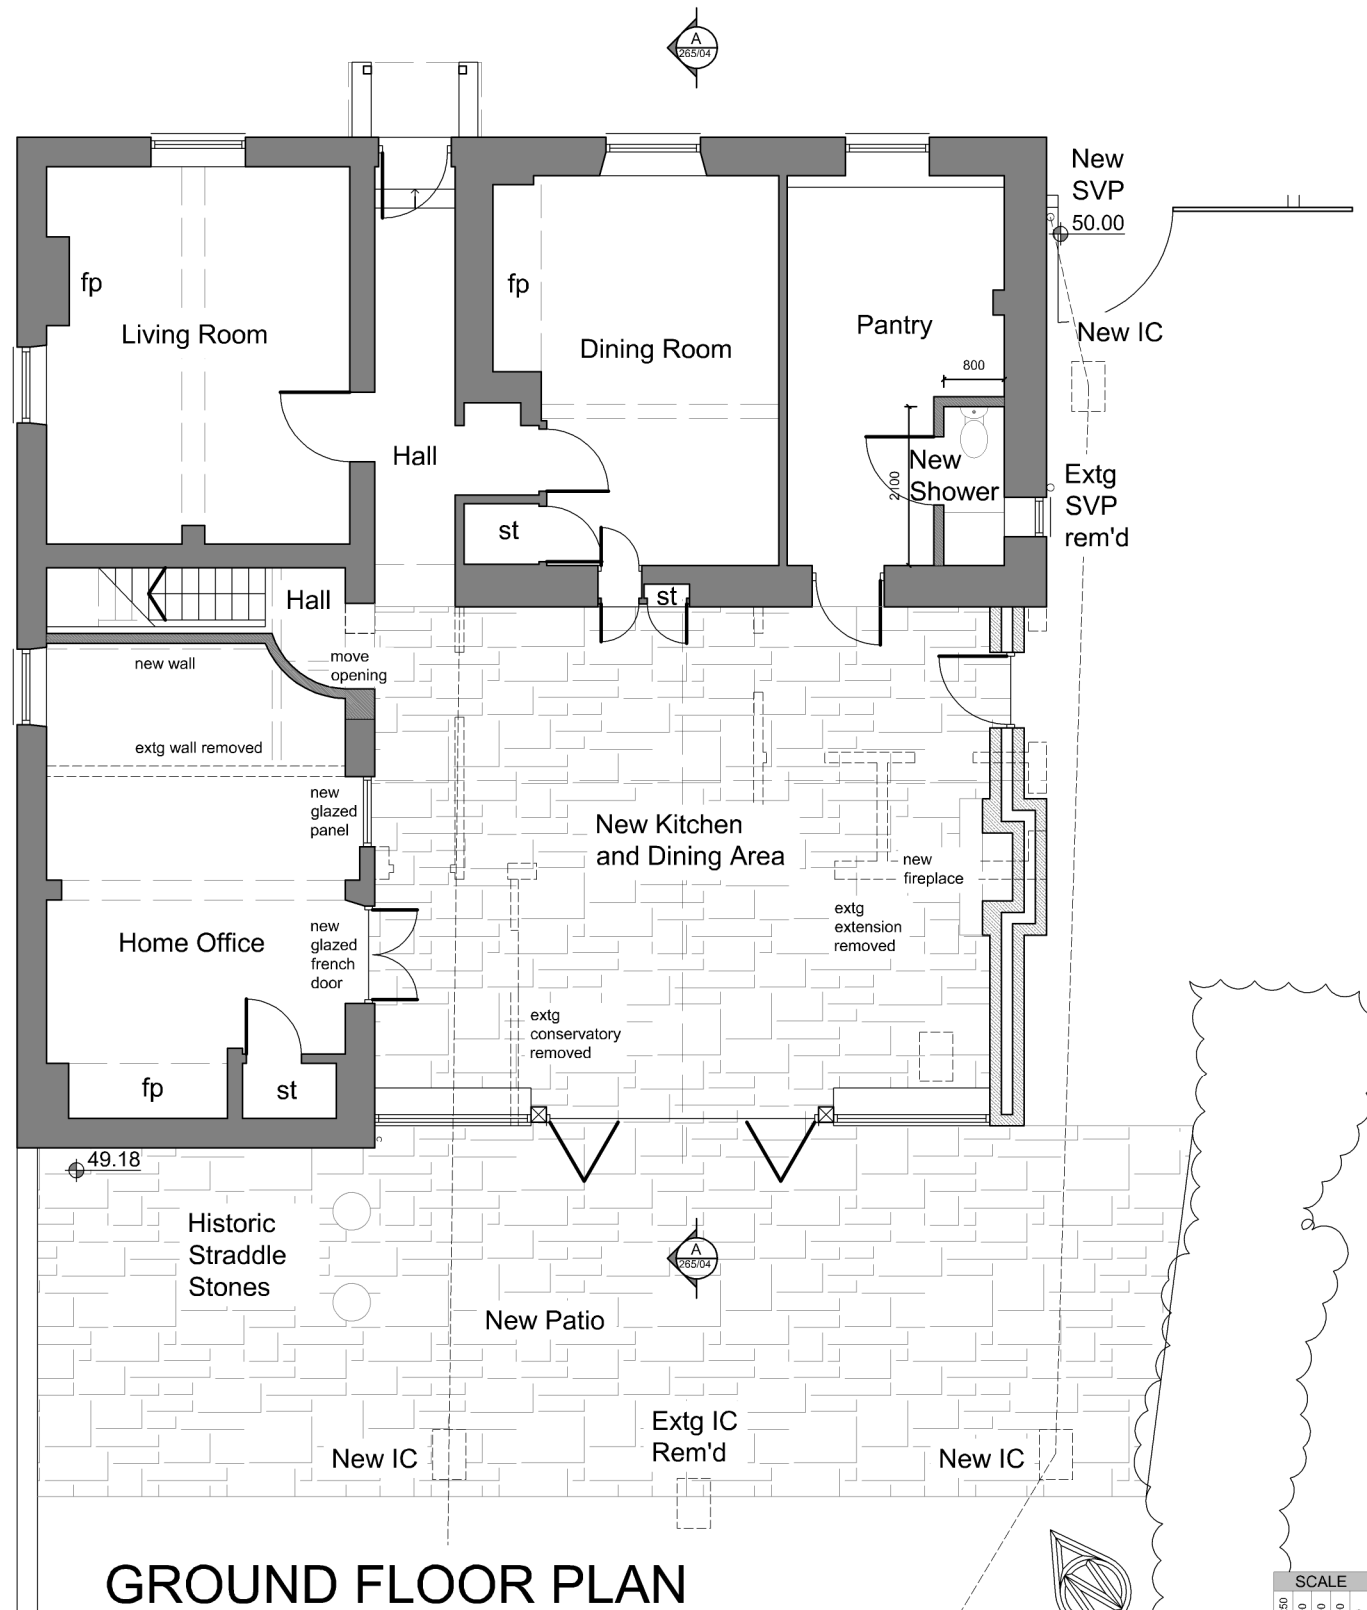 A
265/04
New
SVP
50.00
fp
Living Room
fp
Dining Room
Pantry
800
New IC
Hall
New
Shower
2100
Extg
SVP
rem'd
st
Hall
st
new wall
move
opening
extg wall removed
new
glazed
panel
New Kitchen
and Dining Area
new
fireplace
extg
extension
removed
Home Office
new
glazed
french
door
extg
conservatory
removed
fp
st
49.18
Historic
Straddle
Stones
A
265/04
New Patio
New IC
Extg IC
Rem'd
New IC
GROUND FLOOR PLAN
SCALE